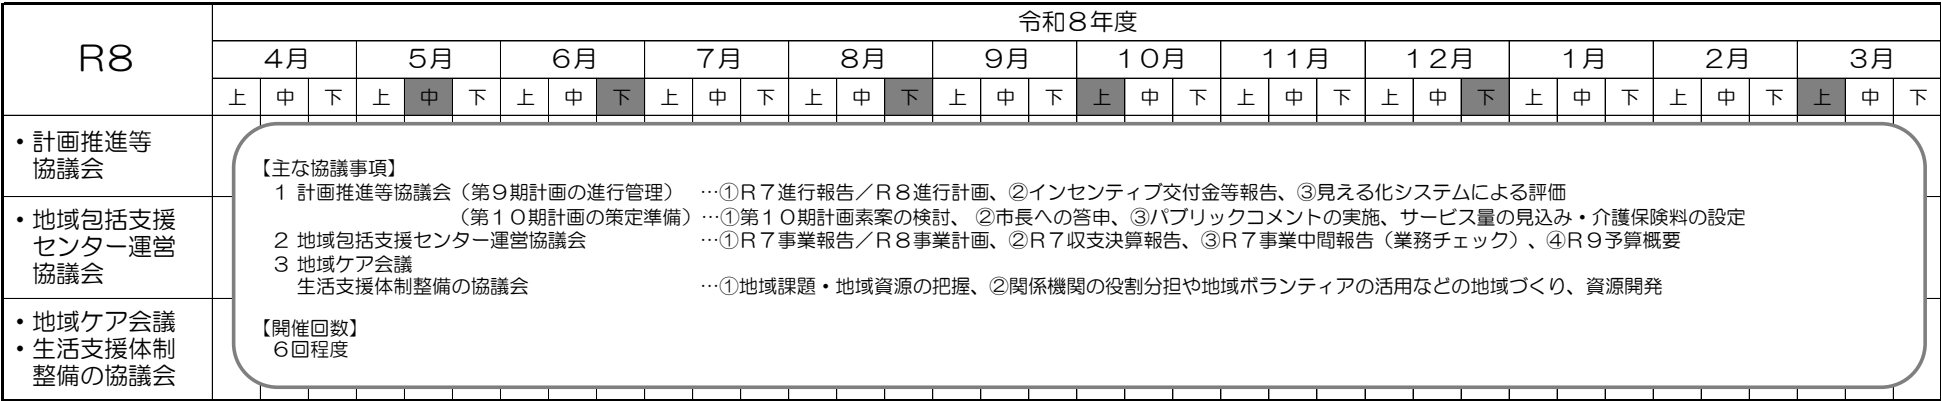 R8
令和8年度
4月 5月 6月 7月 8月 9月 10月 11月 12月 1月 2月 3月
上 中 下 上 中 下 上 中 下 上 中 下 上 中 下 上 中 下 上 中 下 上 中 下 上 中 下 上 中 下 上 中 下 上 中 下
・計画推進等
協議会
・地域包括支援
センター運営
協議会
・地域ケア会議
・生活支援体制
整備の協議会
【主な協議事項】
1 計画推進等協議会（第9期計画の進行管理） …①R7進行報告／R8進行計画、②インセンティブ交付金等報告、③見える化システムによる評価
（第10期計画の策定準備）…①第10期計画素案の検討、②市長への答申、③パブリックコメントの実施、サービス量の見込み・介護保険料の設定
2 地域包括支援センター運営協議会 …①R7事業報告／R8事業計画、②R7収支決算報告、③R7事業中間報告（業務チェック）、④R9予算概要
3 地域ケア会議
生活支援体制整備の協議会 …①地域課題・地域資源の把握、②関係機関の役割分担や地域ボランティアの活用などの地域づくり、資源開発
【開催回数】
6回程度